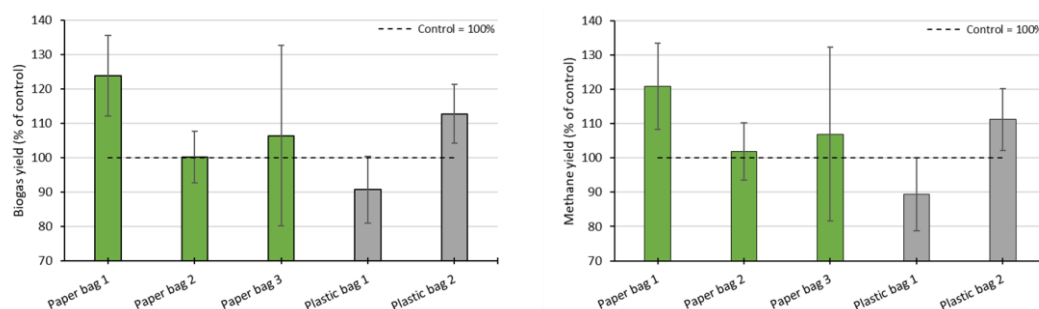 Biogas yield (% of control)
140
130
120
110
100
90
80
70
Control = 100%
Paper bag 1
Paper bag 2
Paper bag 3
Plastic bag 1
Plastic bag 2
Methane yield (% of control)
140
130
120
110
100
90
80
70
Control = 100%
Paper bag 1
Paper bag 2
Paper bag 3
Plastic bag 1
Plastic bag 2